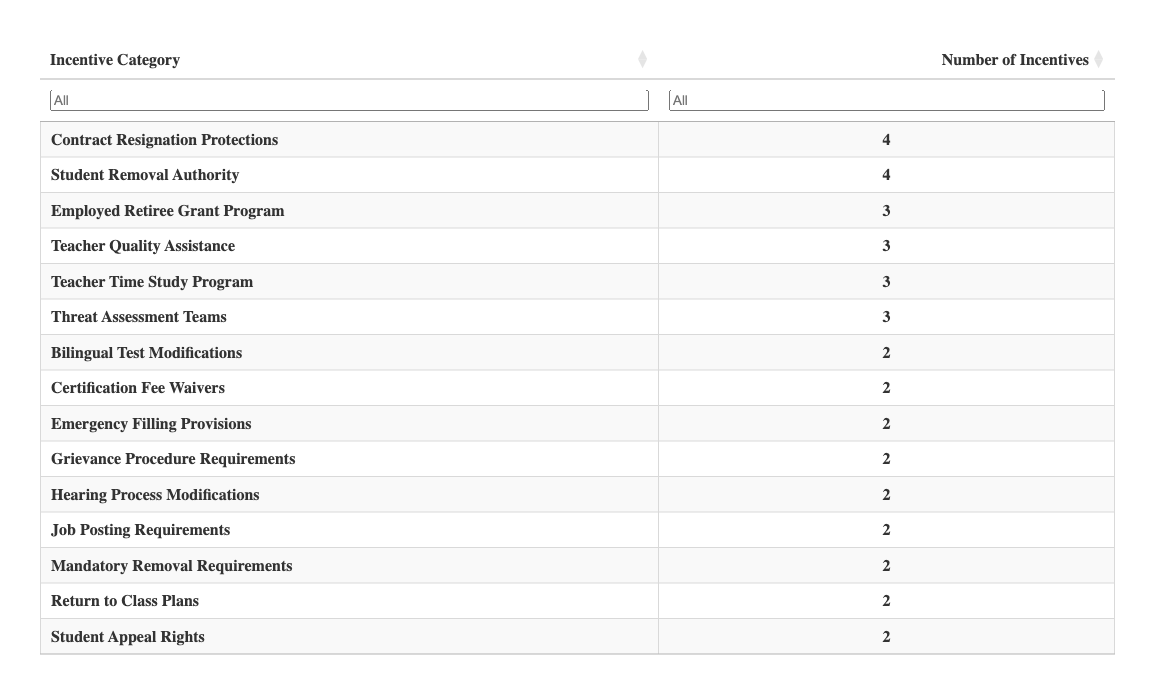 Incentive Category Number of Incentives
All All
Contract Resignation Protections 4
Student Removal Authority 4
Employed Retiree Grant Program 3
Teacher Quality Assistance 3
Teacher Time Study Program 3
Threat Assessment Teams 3
Bilingual Test Modifications 2
Certification Fee Waivers 2
Emergency Filling Provisions 2
Grievance Procedure Requirements 2
Hearing Process Modifications 2
Job Posting Requirements 2
Mandatory Removal Requirements 2
Return to Class Plans 2
Student Appeal Rights 2